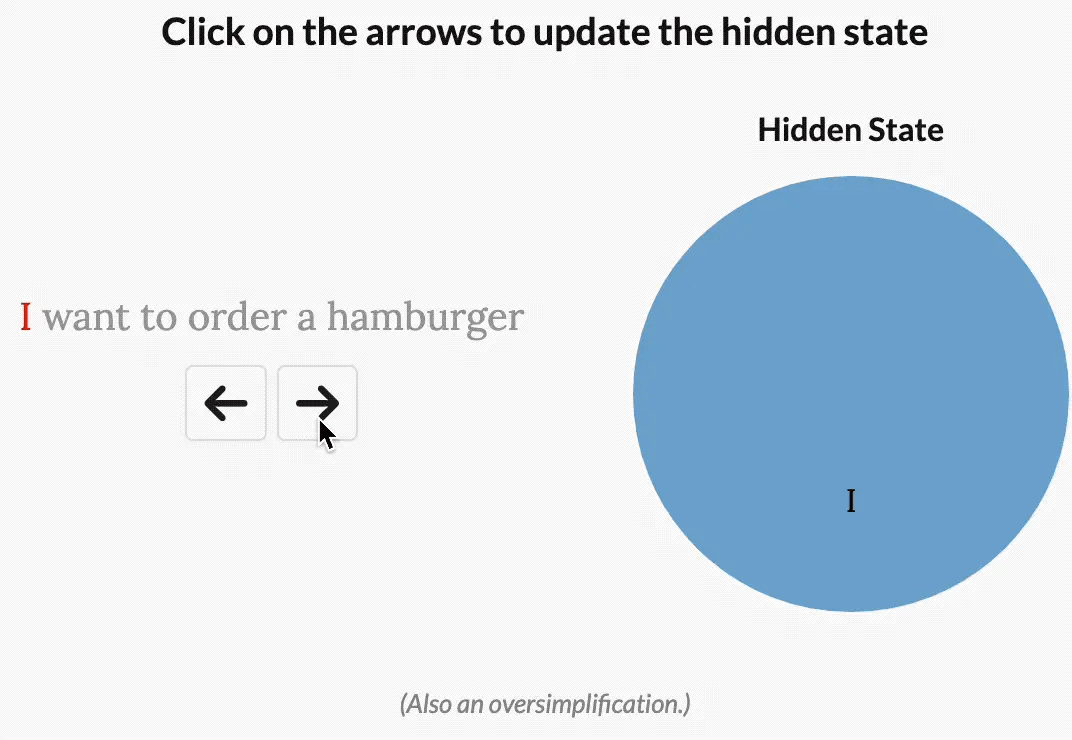 Click on the arrows to update the hidden state
Hidden State
I want to order a hamburger
I
(Also an oversimplification.)